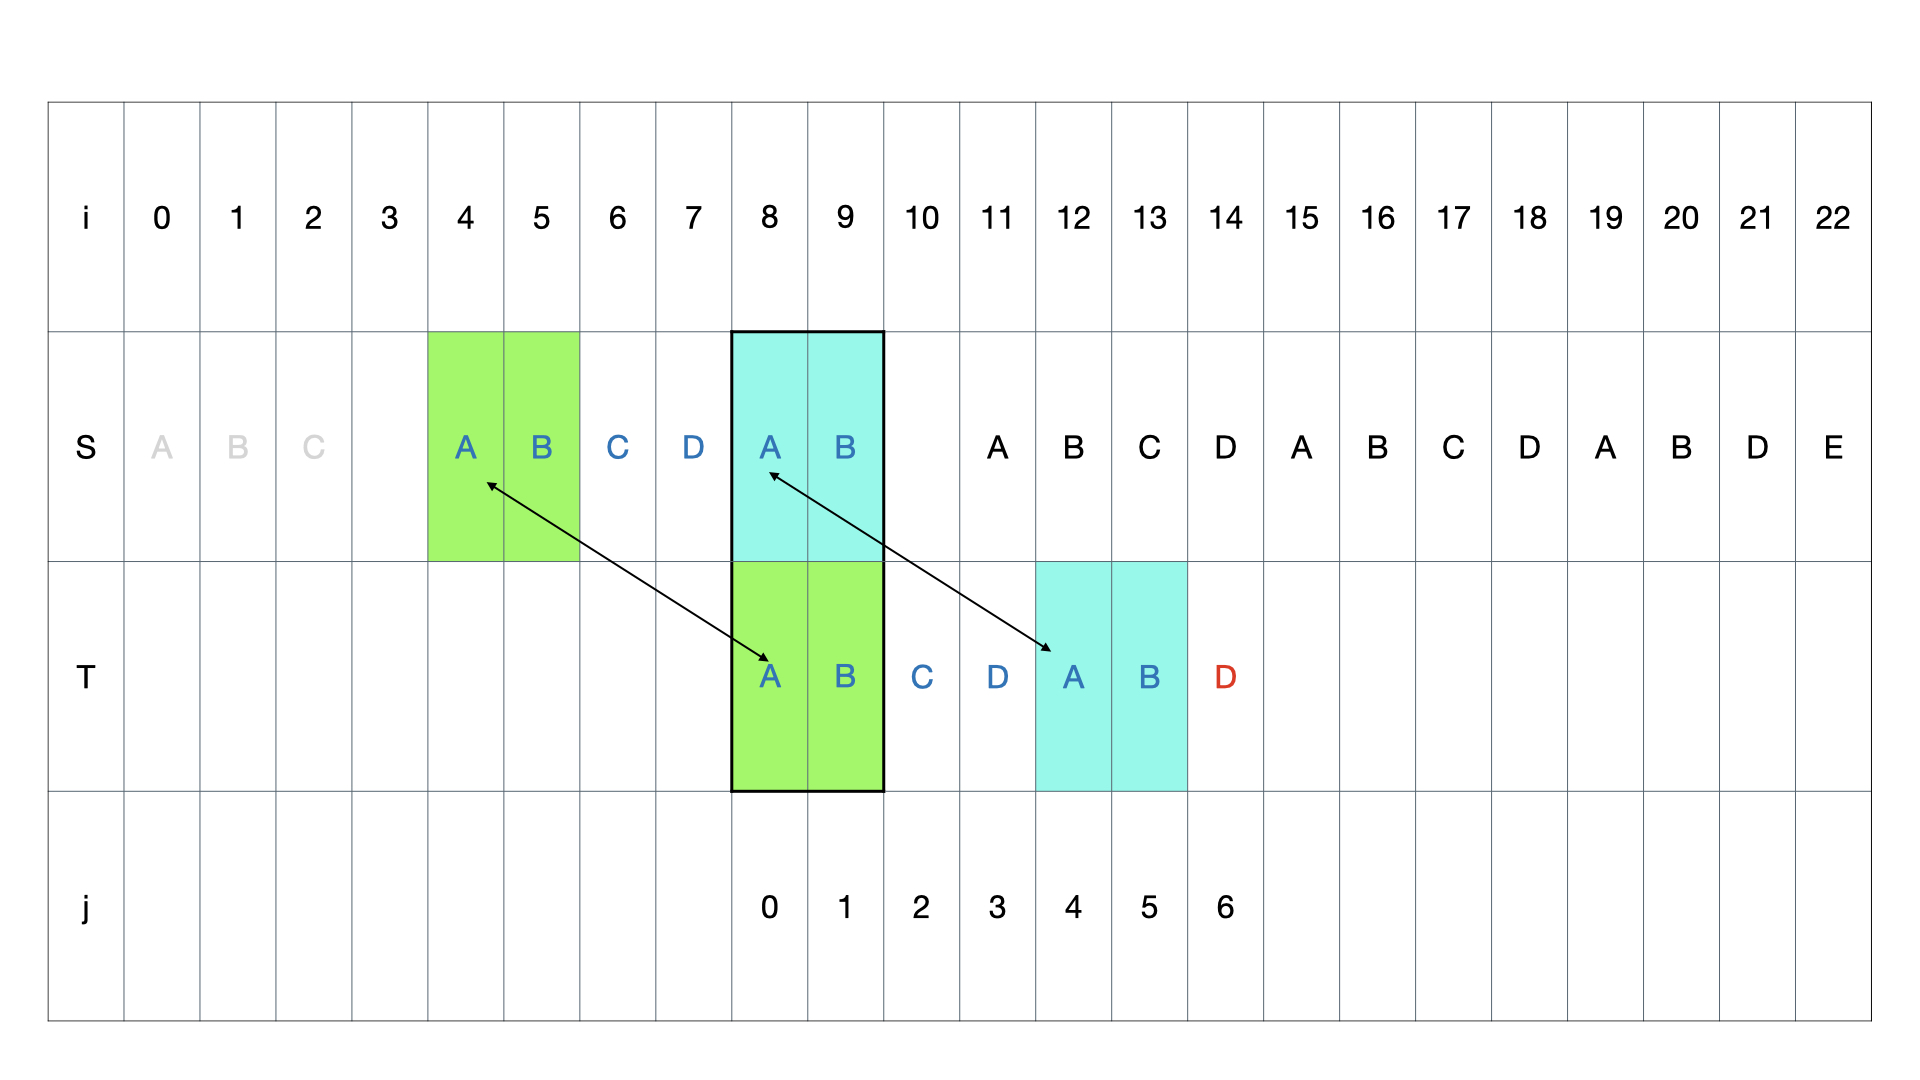 i 0 1 2 3 4 5 6 7 8 9 10 11 12 13 14 15 16 17 18 19 20 21 22
S A B C A B C D A B A B C D A B C D A B D E
T A B C D A B D
j 0 1 2 3 4 5 6